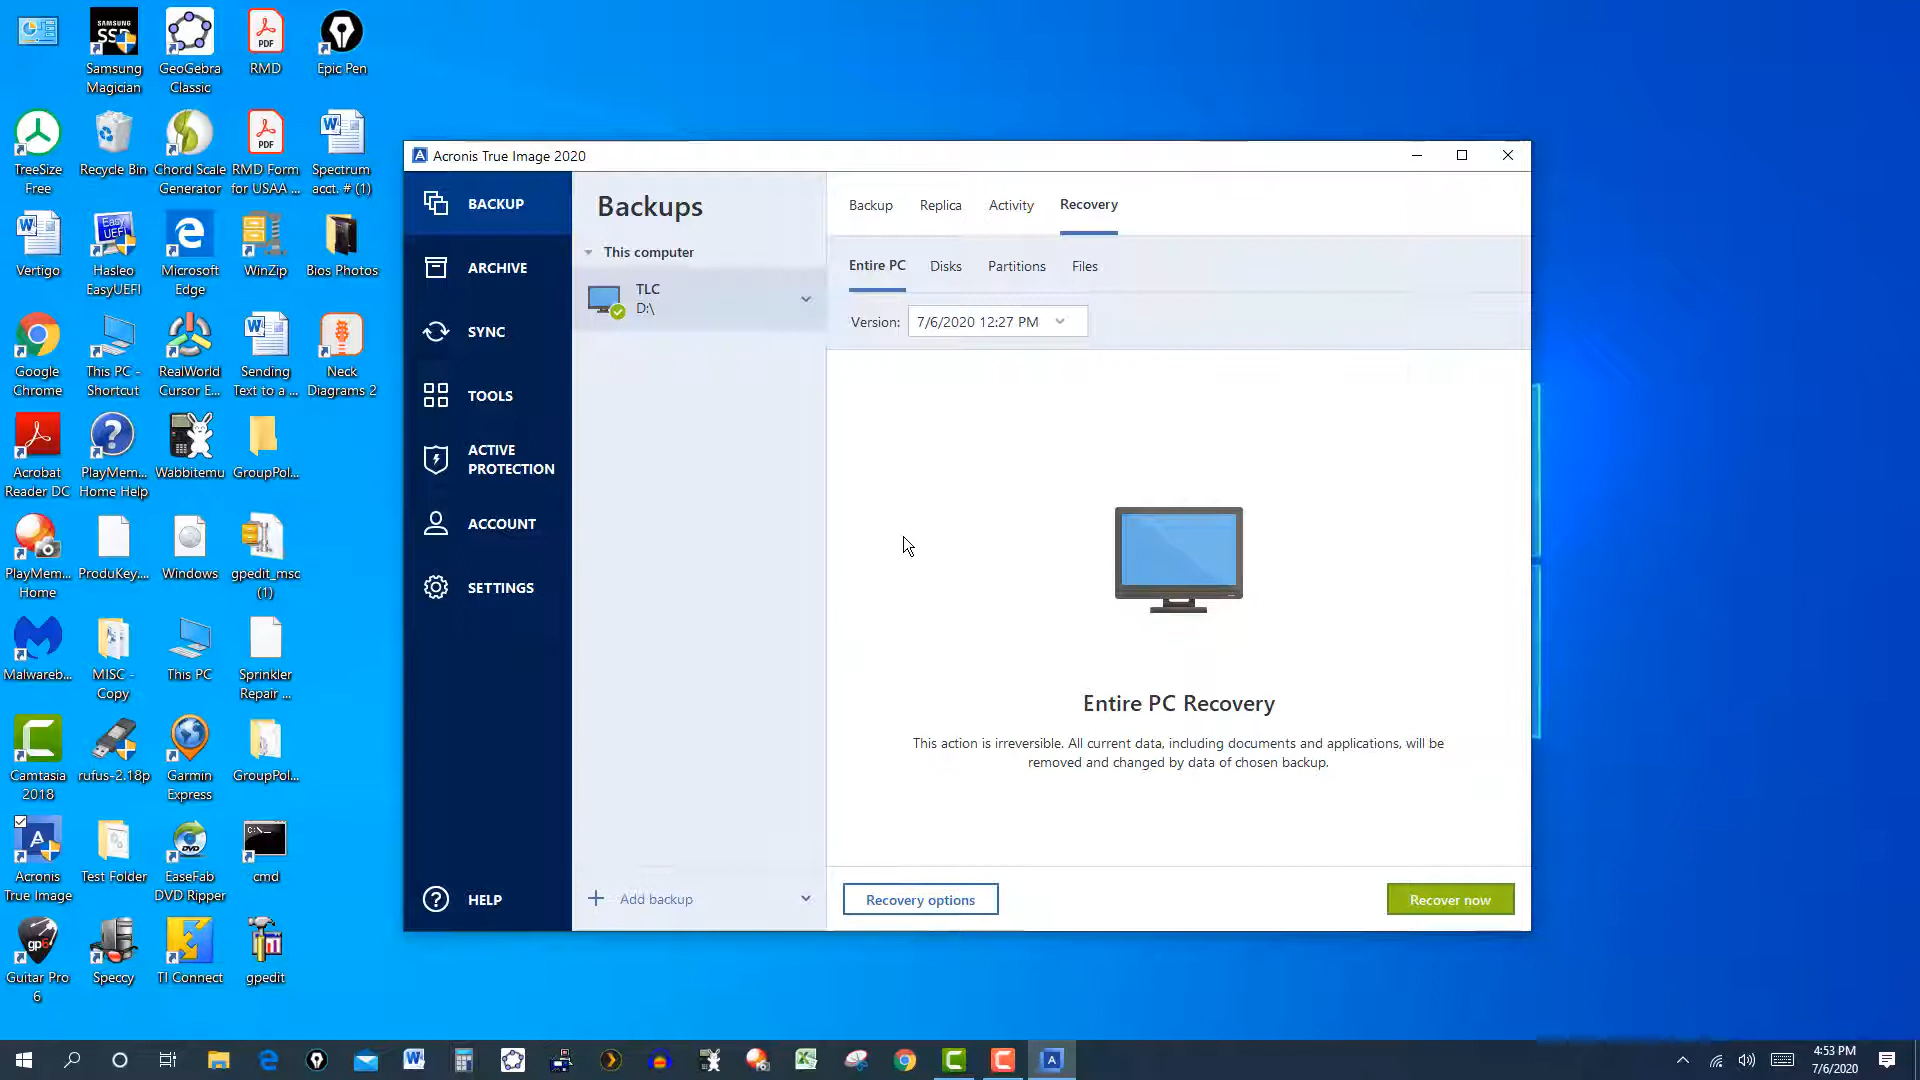 SAMSUNG
SSD
Samsung
Magician
GeoGebra
Classic
PDF
RMD
Epic Pen
TreeSize
Free
Recycle Bin
Chord Scale
Generator
PDF
RMD Form
for USAA ...
Spectrum
acct. # (1)
Vertigo
Easy
UEFI
Hasleo
EasyUEFI
Microsoft
Edge
WinZip
Bios Photos
Google
Chrome
This PC -
Shortcut
RealWorld
Cursor E...
Sending
Text to a ...
Neck
Diagrams 2
Acrobat
Reader DC
PlayMem...
Home Help
Wabbitemu
GroupPol...
PlayMem...
Home
ProduKey....
Windows
gpedit_msc
(1)
Malwareb...
MISC -
Copy
This PC
Sprinkler
Repair ...
Camtasia
2018
rufus-2.18p
Garmin
Express
GroupPol...
Acronis
True Image
Test Folder
DVD
EaseFab
DVD Ripper
C:\_
cmd
gp6
Guitar Pro
6
Speccy
TI Connect
gpedit
Acronis True Image 2020
BACKUP
ARCHIVE
SYNC
TOOLS
ACTIVE
PROTECTION
ACCOUNT
SETTINGS
HELP
Backups
This computer
TLC
D:\
Add backup
Backup Replica Activity Recovery
Entire PC Disks Partitions Files
Version: 7/6/2020 12:27 PM
Entire PC Recovery
This action is irreversible. All current data, including documents and applications, will be
removed and changed by data of chosen backup.
Recovery options
Recover now
4:53 PM
7/6/2020